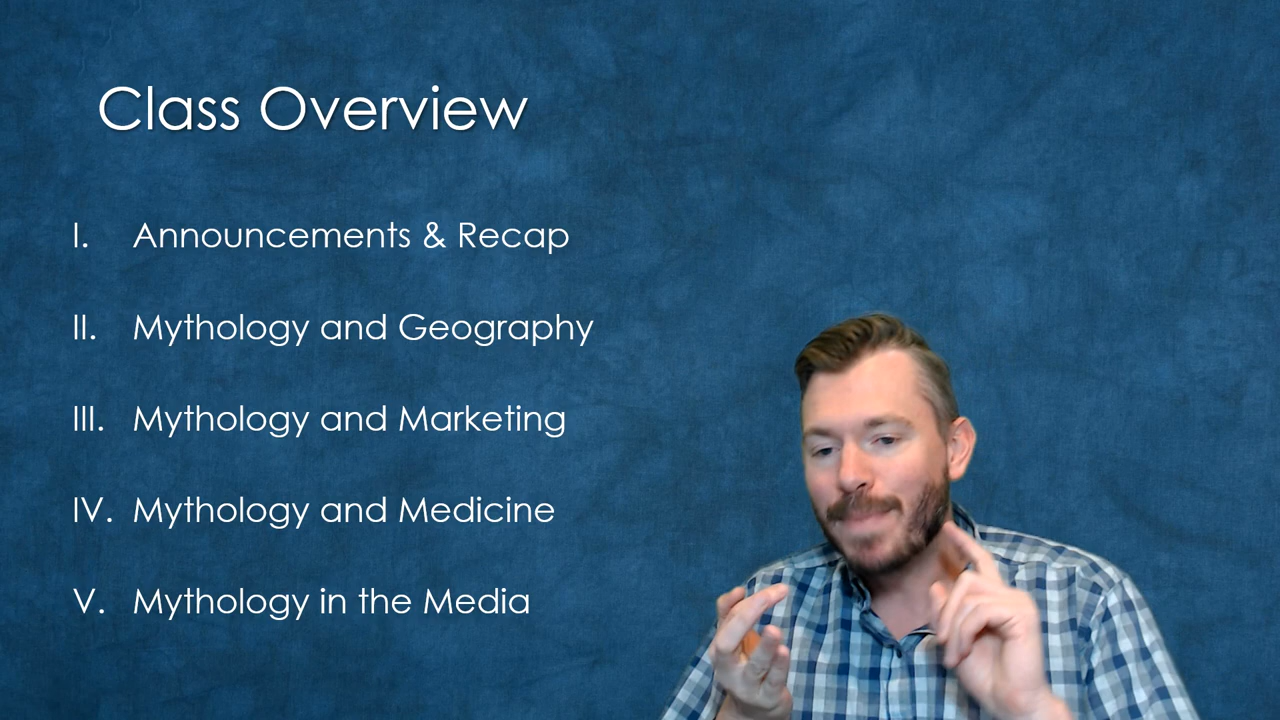 Class Overview
I. Announcements & Recap
II. Mythology and Geography
III. Mythology and Marketing
IV. Mythology and Medicine
V. Mythology in the Media